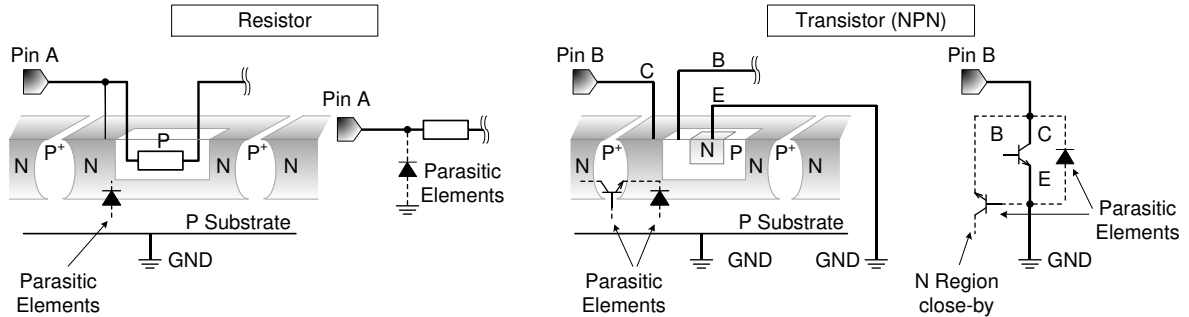 Resistor
Transistor (NPN)
Pin A
Pin B
Pin B
C
B
E
Pin A
N
P+
N
P
N
P+
N
N
P+
N
N
P
N
P+
N
B
C
E
Parasitic
Elements
P Substrate
P Substrate
Parasitic
Elements
GND
GND
GND
GND
Parasitic
Elements
Parasitic
Elements
N Region
close-by